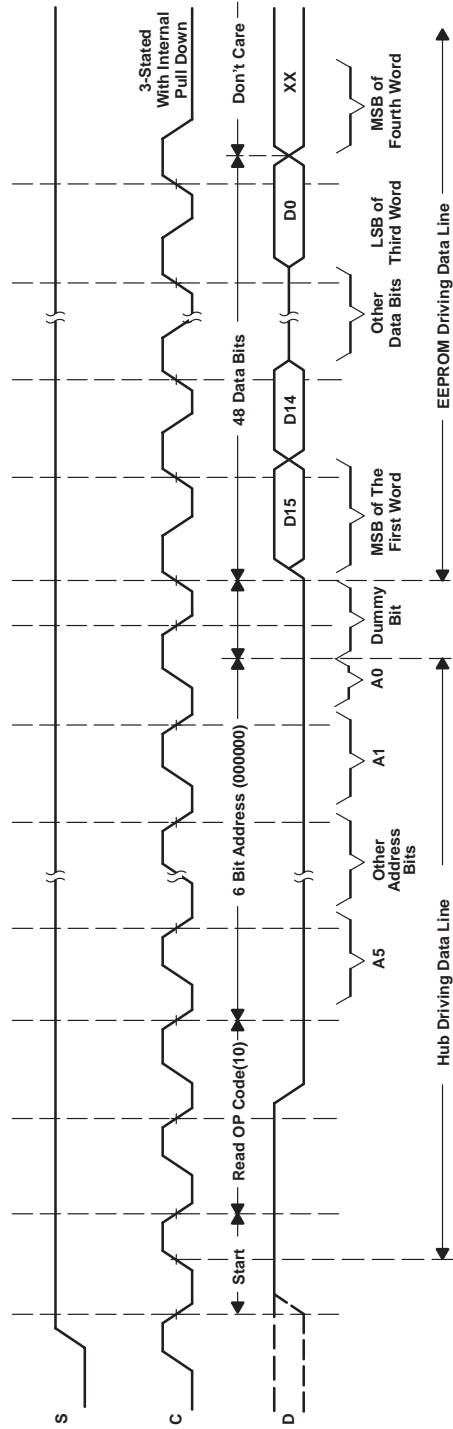 S
C
3-Stated
With Internal
Pull Down
Start
Read OP Code(10)
6 Bit Address (000000)
48 Data Bits
Don't Care
D
D15
D14
D0
XX
A5
Other
Address
Bits
A1
A0
Dummy
Bit
MSB of The
First Word
Other
Data Bits
LSB of
Third Word
MSB of
Fourth Word
Hub Driving Data Line
EEPROM Driving Data Line